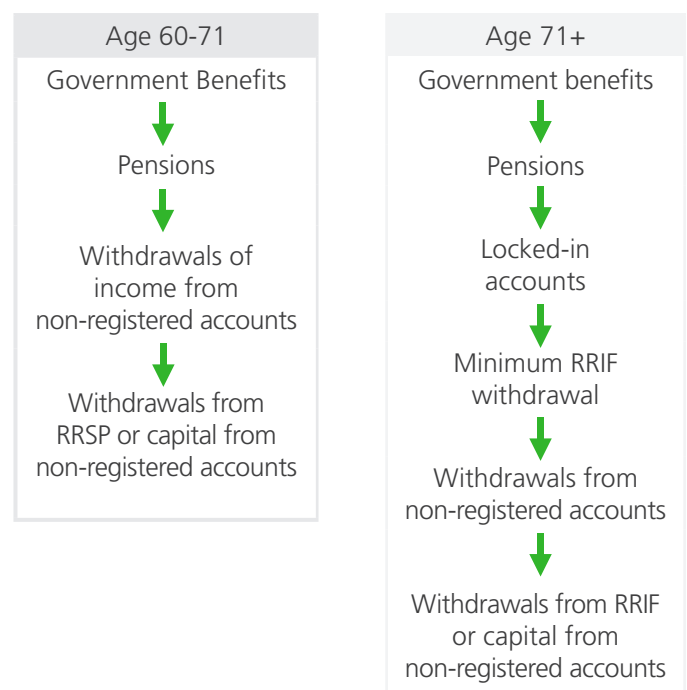 Age 60-71
Government Benefits
Pensions
Withdrawals of
income from
non-registered accounts
Withdrawals from
RRSP or capital from
non-registered accounts
Age 71+
Government benefits
Pensions
Locked-in
accounts
Minimum RRIF
withdrawal
Withdrawals from
non-registered accounts
Withdrawals from RRIF
or capital from
non-registered accounts